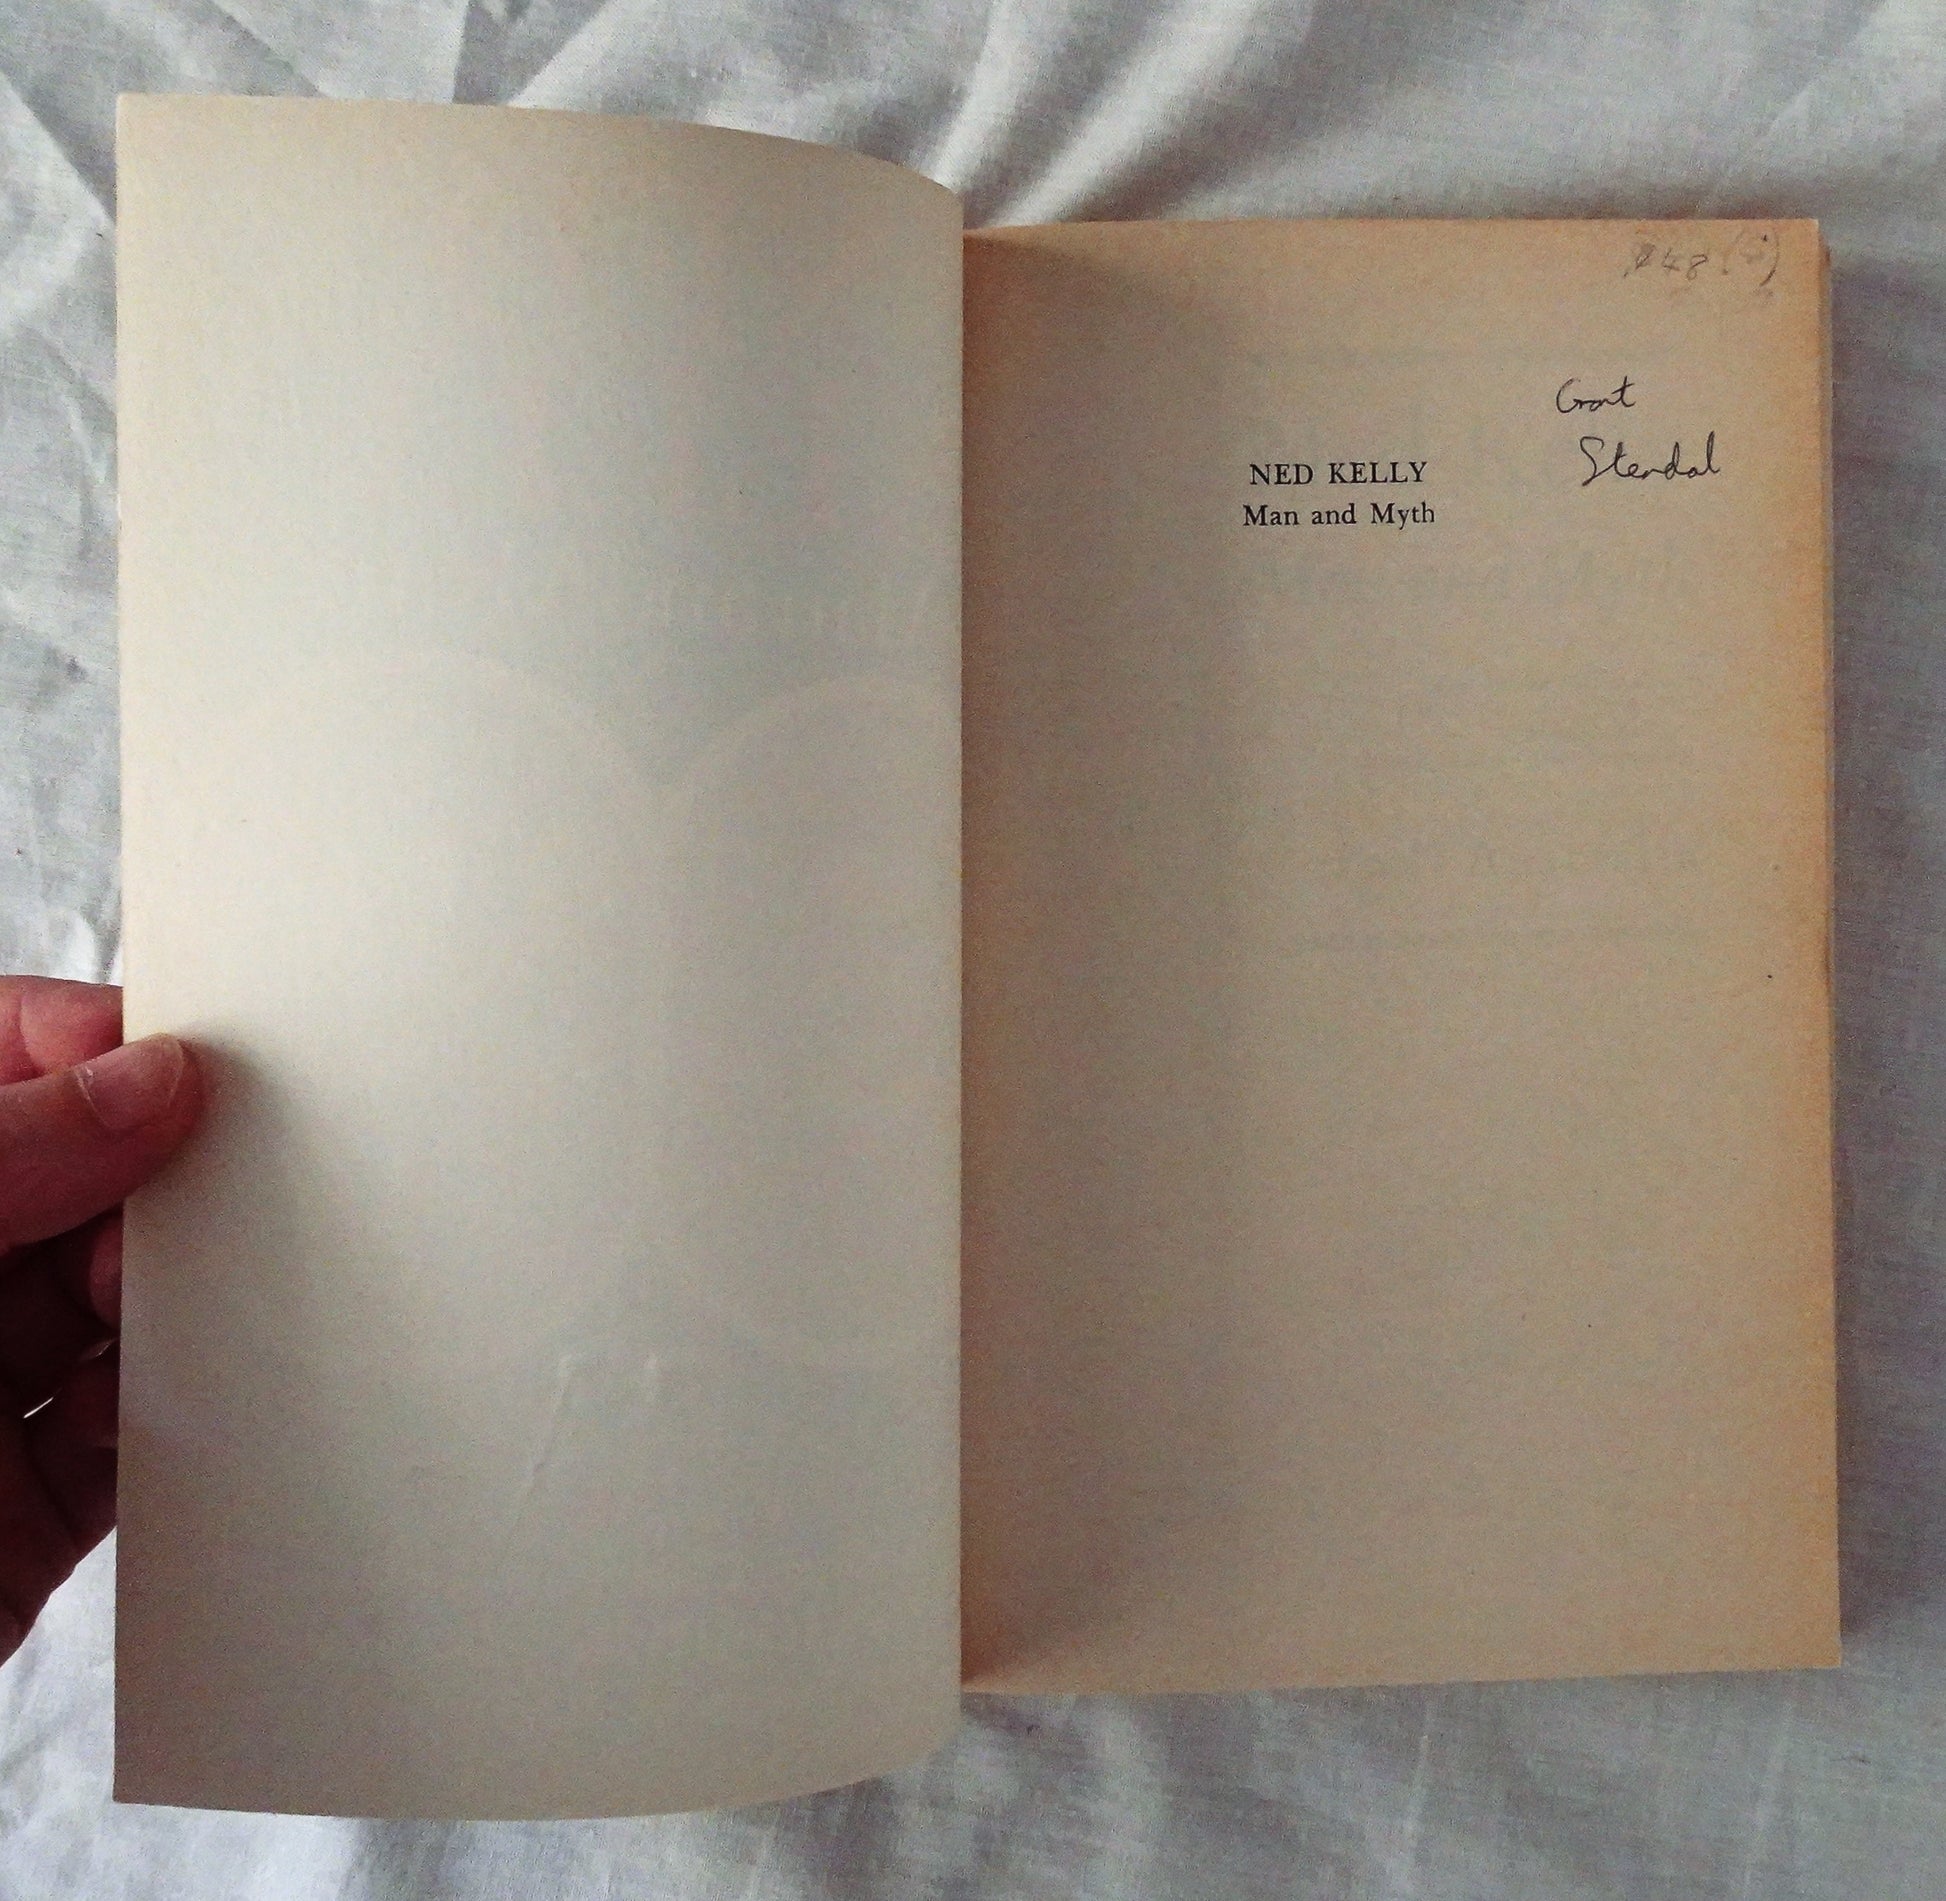 Grant
Stendal
NED KELLY
Man and Myth